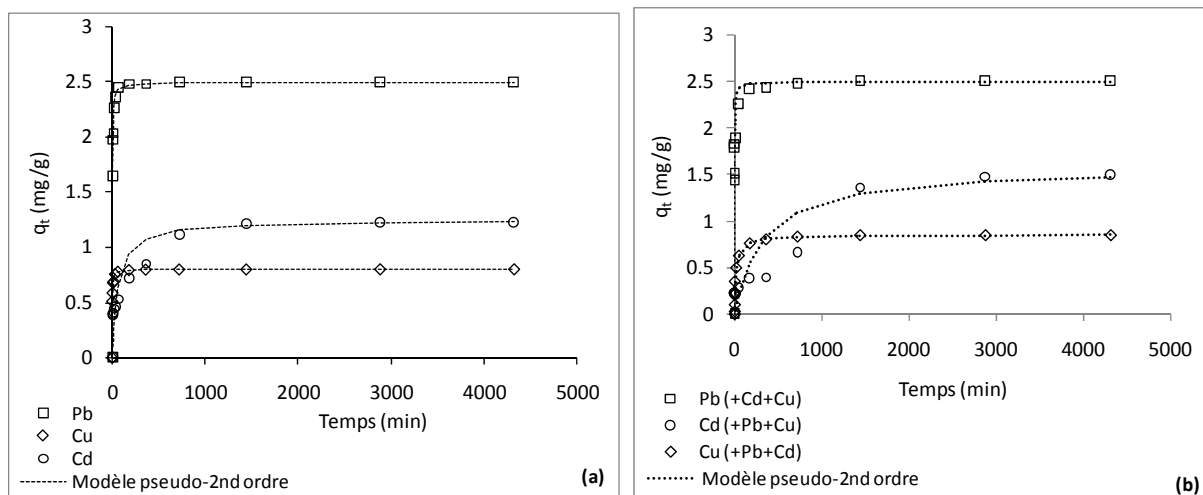 3
2.5
2
1.5
1
0.5
0
qt (mg/g)
0 1000 2000 3000 4000 5000
Temps (min)
Pb
Cu
Cd
Modèle pseudo-2nd ordre
(a)
3
2.5
2
1.5
1
0.5
0
qt (mg/g)
0 1000 2000 3000 4000 5000
Temps (min)
Pb (+Cd+Cu)
Cd (+Pb+Cu)
Cu (+Pb+Cd)
Modèle pseudo-2nd ordre
(b)